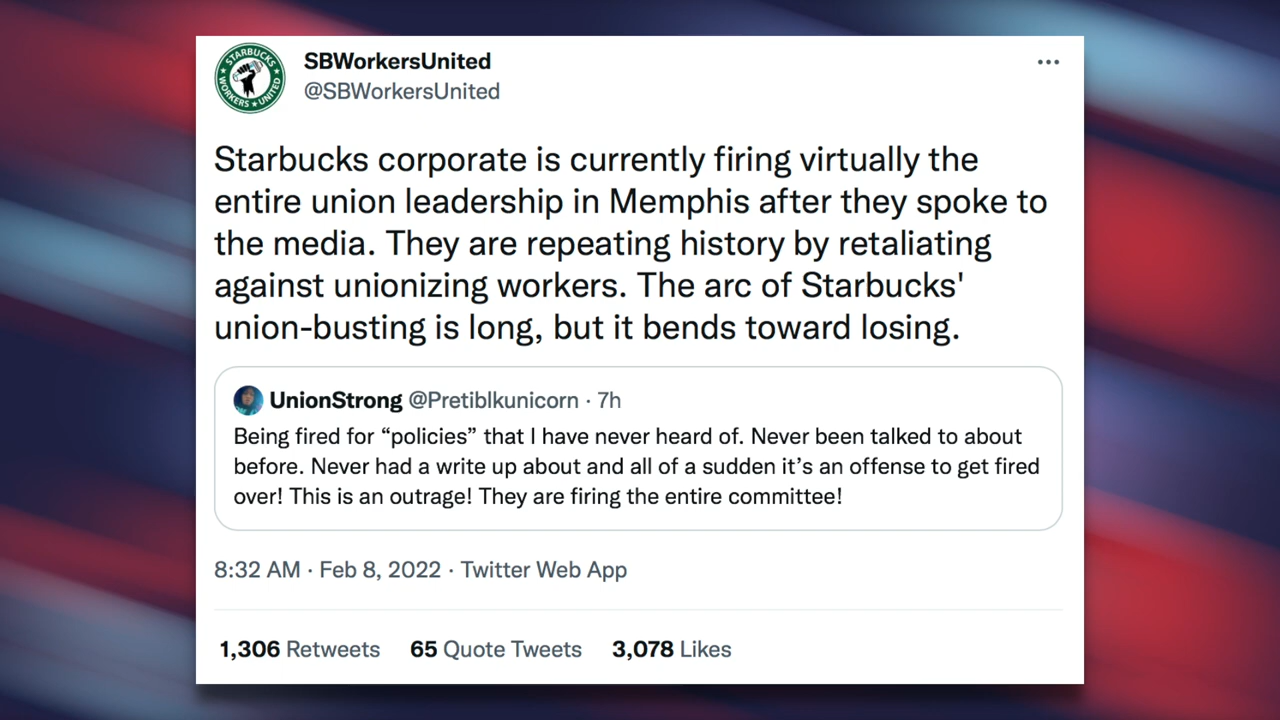 STARBUCKS
WORKERS ★ UNITED
SBWorkersUnited
@SBWorkersUnited
Starbucks corporate is currently firing virtually the
entire union leadership in Memphis after they spoke to
the media. They are repeating history by retaliating
against unionizing workers. The arc of Starbucks'
union-busting is long, but it bends toward losing.
UnionStrong @Pretiblkunicorn · 7h
Being fired for “policies” that I have never heard of. Never been talked to about
before. Never had a write up about and all of a sudden it’s an offense to get fired
over! This is an outrage! They are firing the entire committee!
8:32 AM · Feb 8, 2022 · Twitter Web App
1,306 Retweets 65 Quote Tweets 3,078 Likes